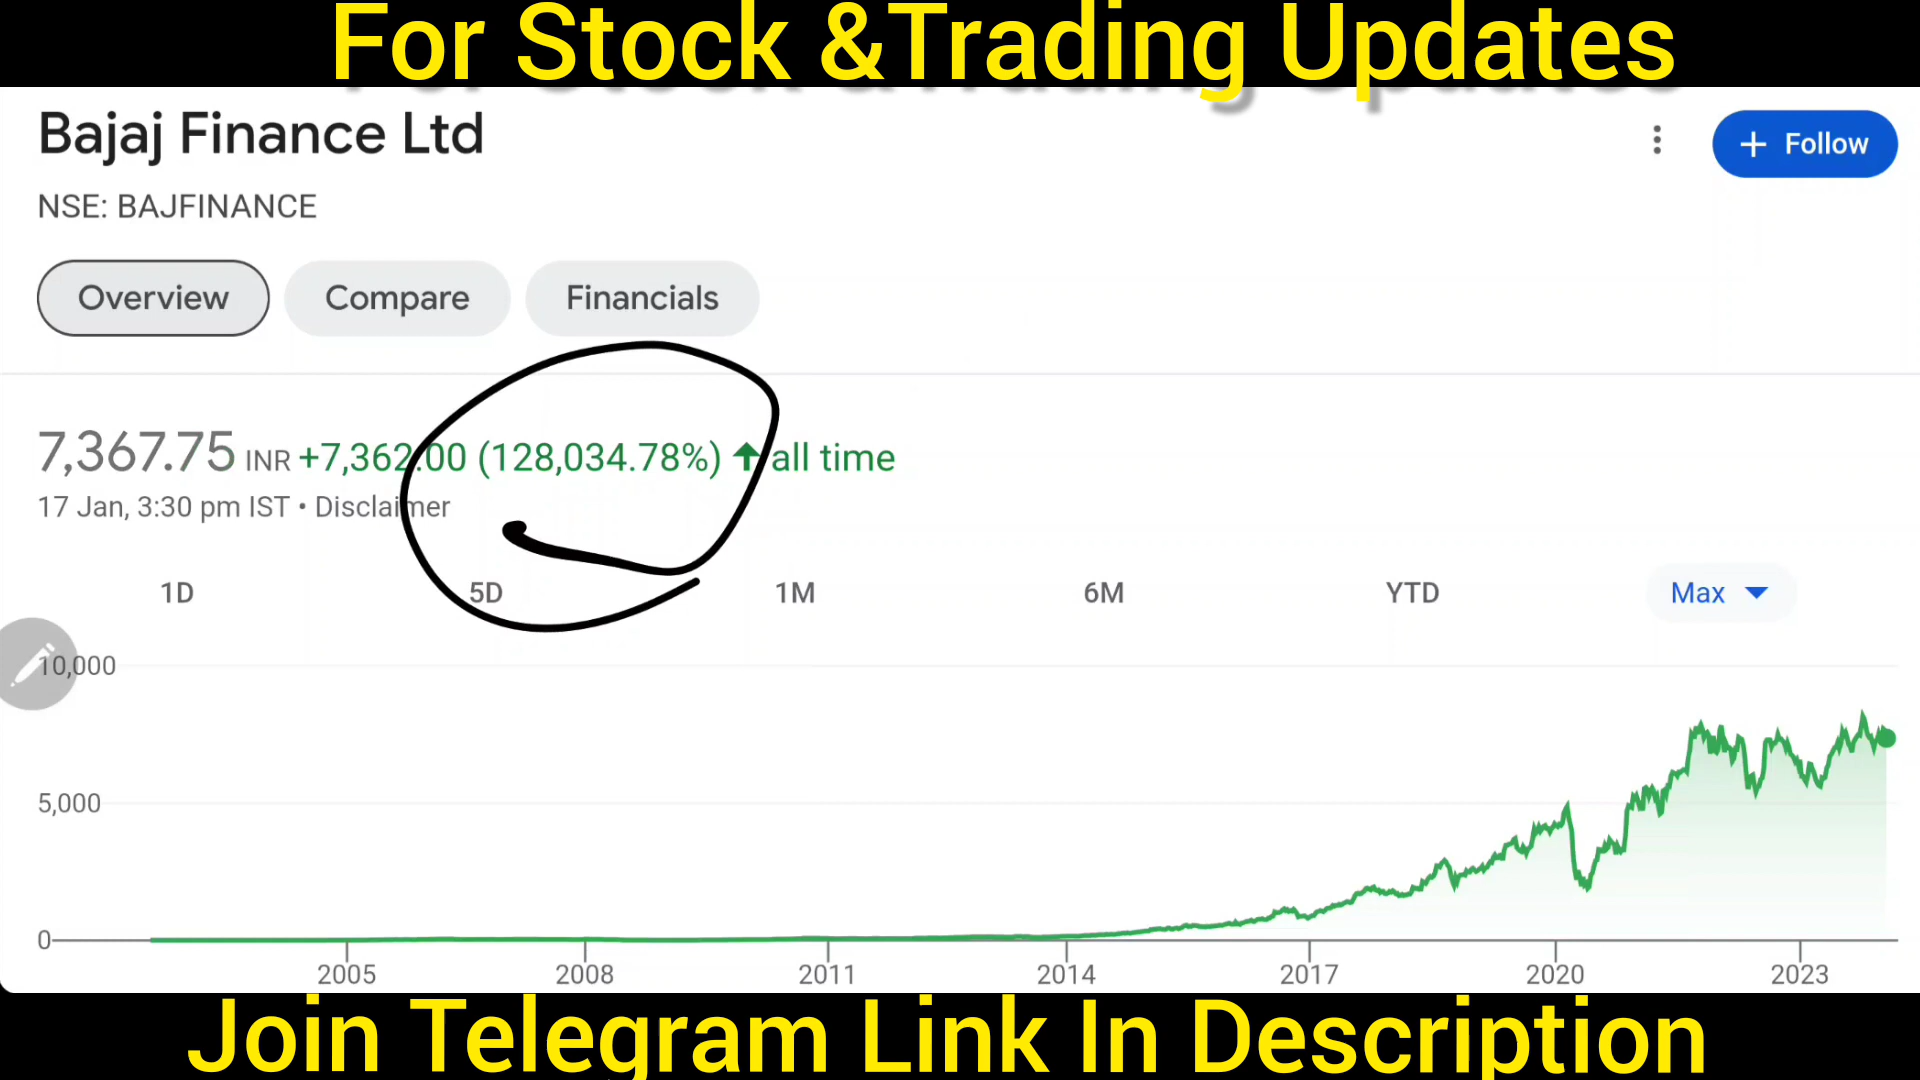 For Stock &Trading Updates
Bajaj Finance Ltd
+ Follow
NSE: BAJFINANCE
Overview Compare Financials
7,367.75 INR +7,362.00 (128,034.78%) ↑ all time
17 Jan, 3:30 pm IST • Disclaimer
1D 5D 1M 6M YTD Max
10,000
5,000
0
2005 2008 2011 2014 2017 2020 2023
Join Telegram Link In Description